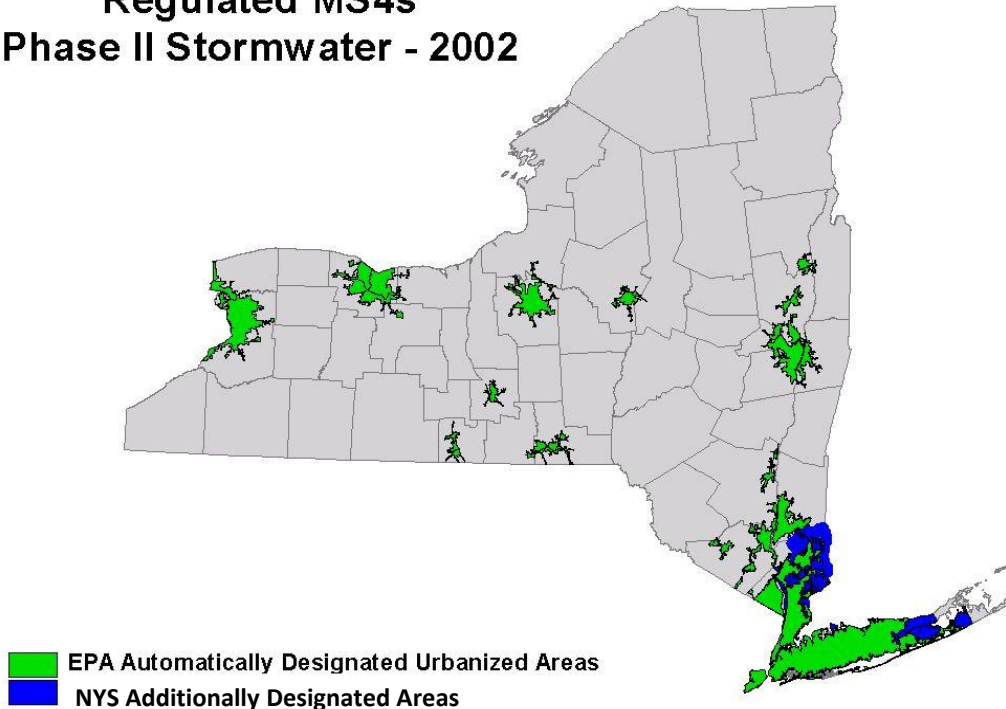 Regulated MS4s
Phase II Stormwater - 2002
EPA Automatically Designated Urbanized Areas
NYS Additionally Designated Areas